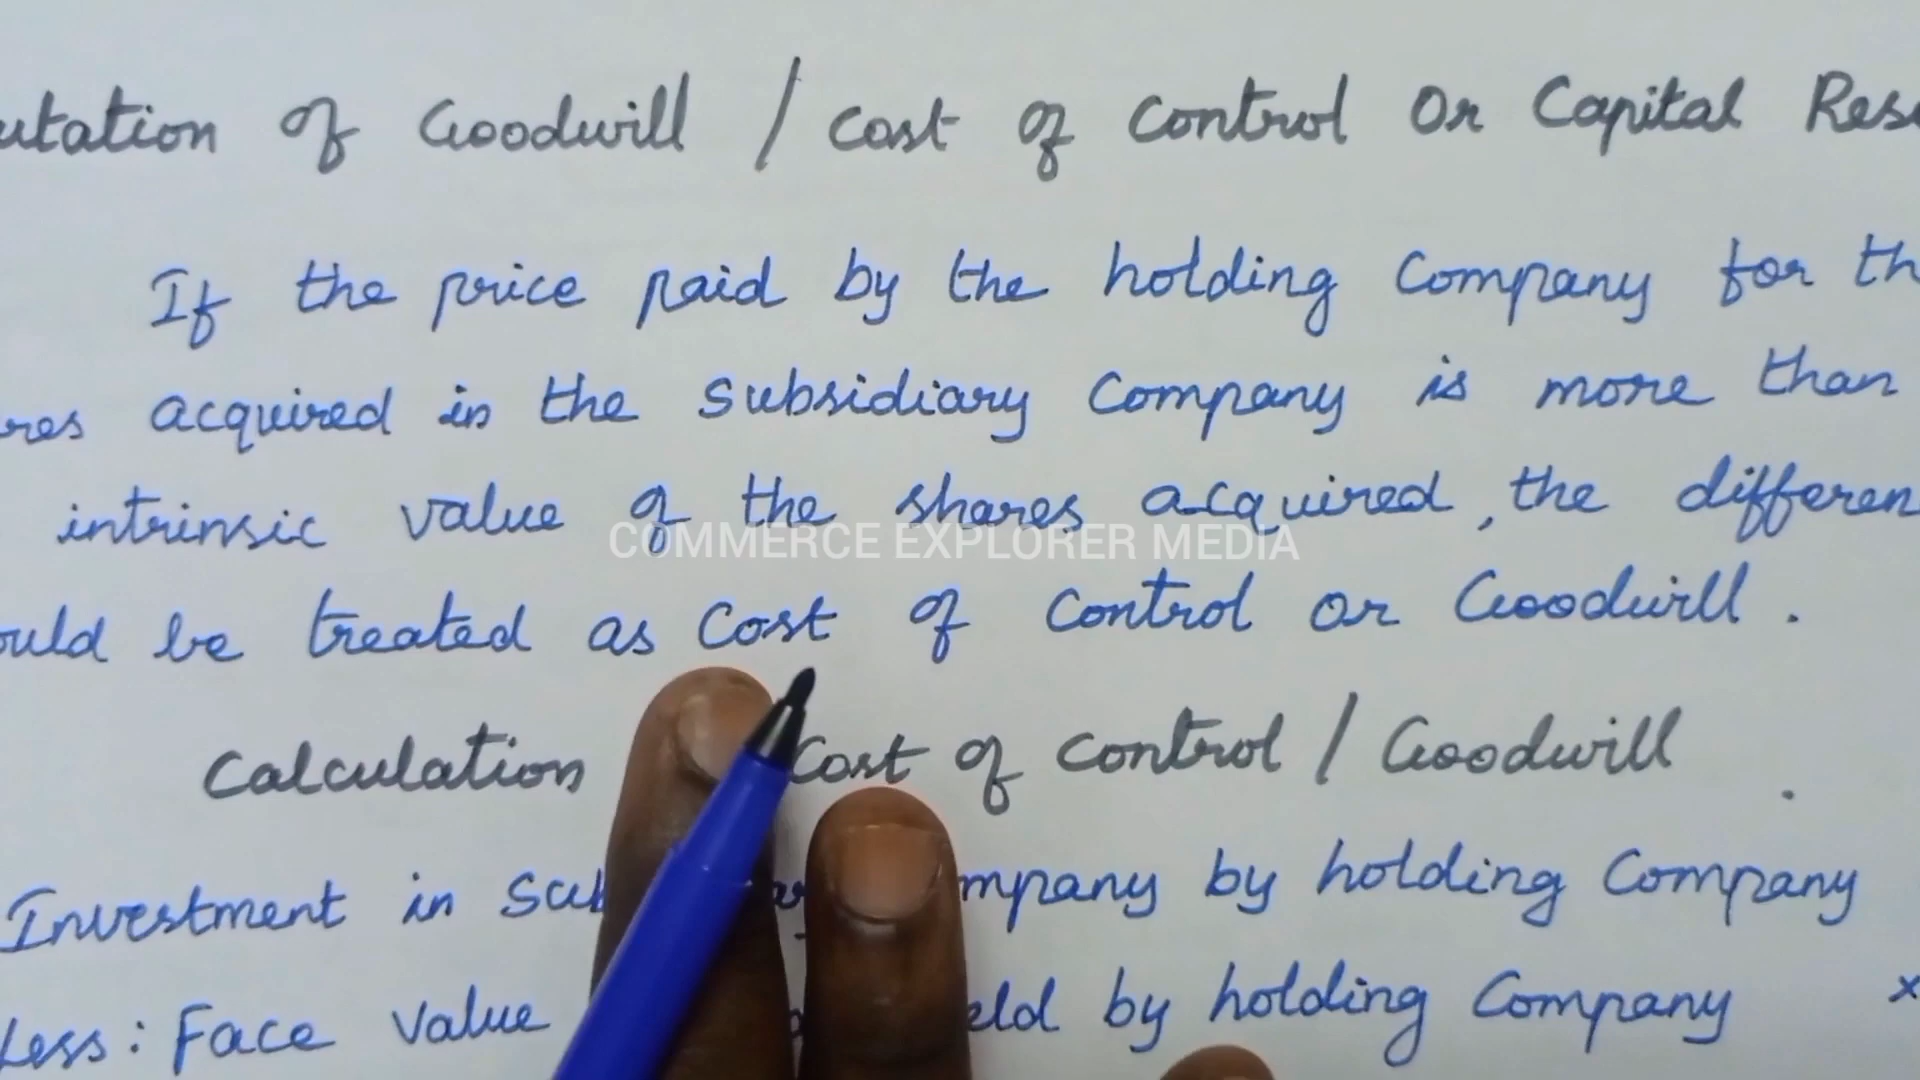 utation of Goodwill / Cost of Control or Capital Rese
If the price paid by the holding Company for th
res acquired in the Subsidiary Company is more than
intrinsic value of the shares acquired, the differen
COMMERCE EXPLORER MEDIA
ould be treated as Cost of Control or Goodwill.
Calculation Cost of Control / Goodwill
Investment in Sub mpany by holding Company
Less: Face value eld by holding Company x